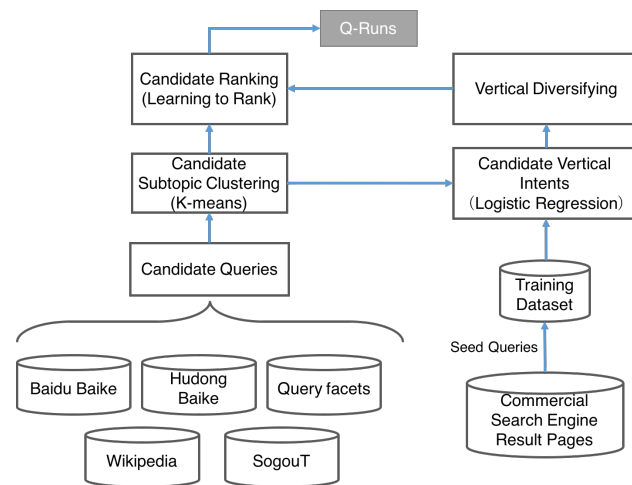 Q-Runs
Candidate Ranking
(Learning to Rank)
Vertical Diversifying
Candidate
Subtopic Clustering
(K-means)
Candidate Vertical
Intents
（Logistic Regression）
Candidate Queries
Training
Dataset
Seed Queries
Baidu Baike
Hudong
Baike
Query facets
Commercial
Search Engine
Result Pages
Wikipedia
SogouT